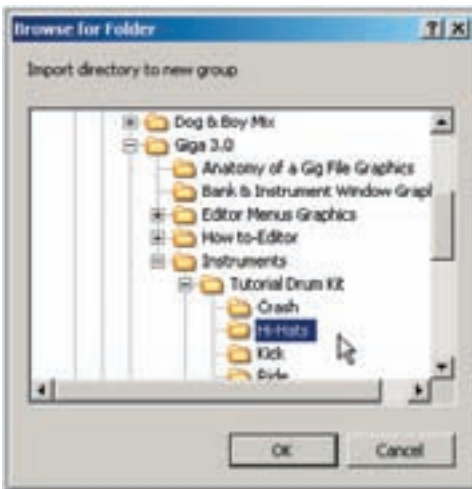 Browse for Folder
Import directory to new group
Dog & Boy Mix
Giga 3.0
Anatomy of a Gig File Graphics
Bank & Instrument Window Grapl
Editor Menus Graphics
How to-Editor
Instruments
Tutorial Drum Kit
Crash
Hi-Hats
Kick
Ride
OK
Cancel